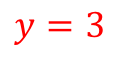 y = 3